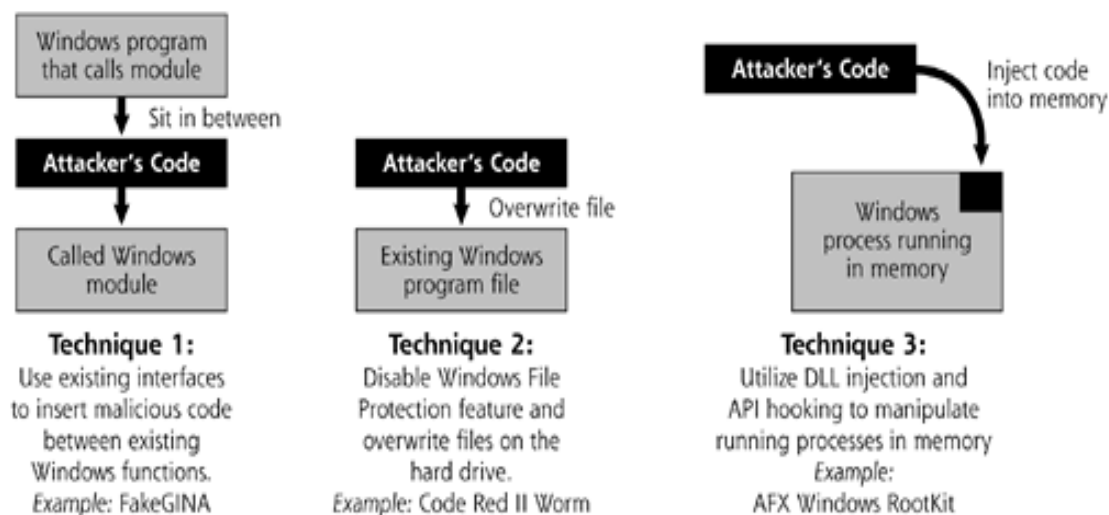 Windows program
that calls module
Sit in between
Attacker's Code
Called Windows
module
Technique 1:
Use existing interfaces
to insert malicious code
between existing
Windows functions.
Example: FakeGINA
Attacker's Code
Overwrite file
Existing Windows
program file
Technique 2:
Disable Windows File
Protection feature and
overwrite files on the
hard drive.
Example: Code Red II Worm
Attacker's Code
Inject code
into memory
Windows
process running
in memory
Technique 3:
Utilize DLL injection and
API hooking to manipulate
running processes in memory
Example:
AFX Windows RootKit